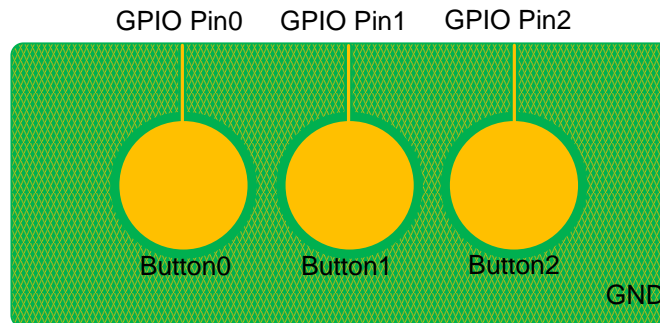 GPIO Pin0 GPIO Pin1 GPIO Pin2
Button0 Button1 Button2
GND